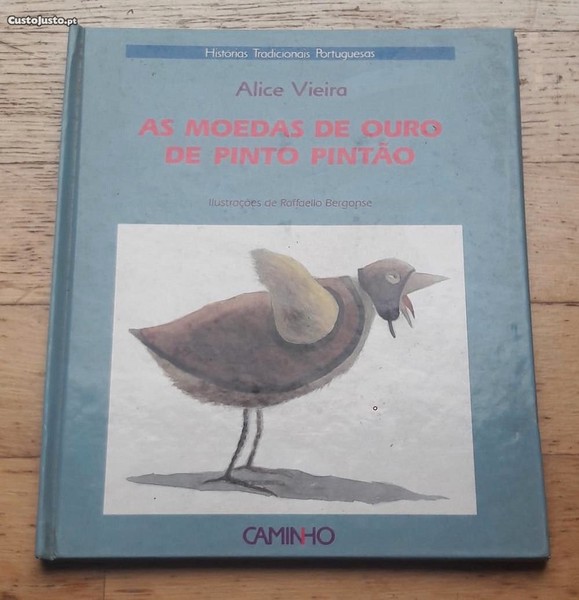 CustoJusto.pt
Histórias Tradicionais Portuguesas
Alice Vieira
AS MOEDAS DE OURO
DE PINTO PINTÃO
Ilustrações de Raffaello Bergonse
CAMINHO